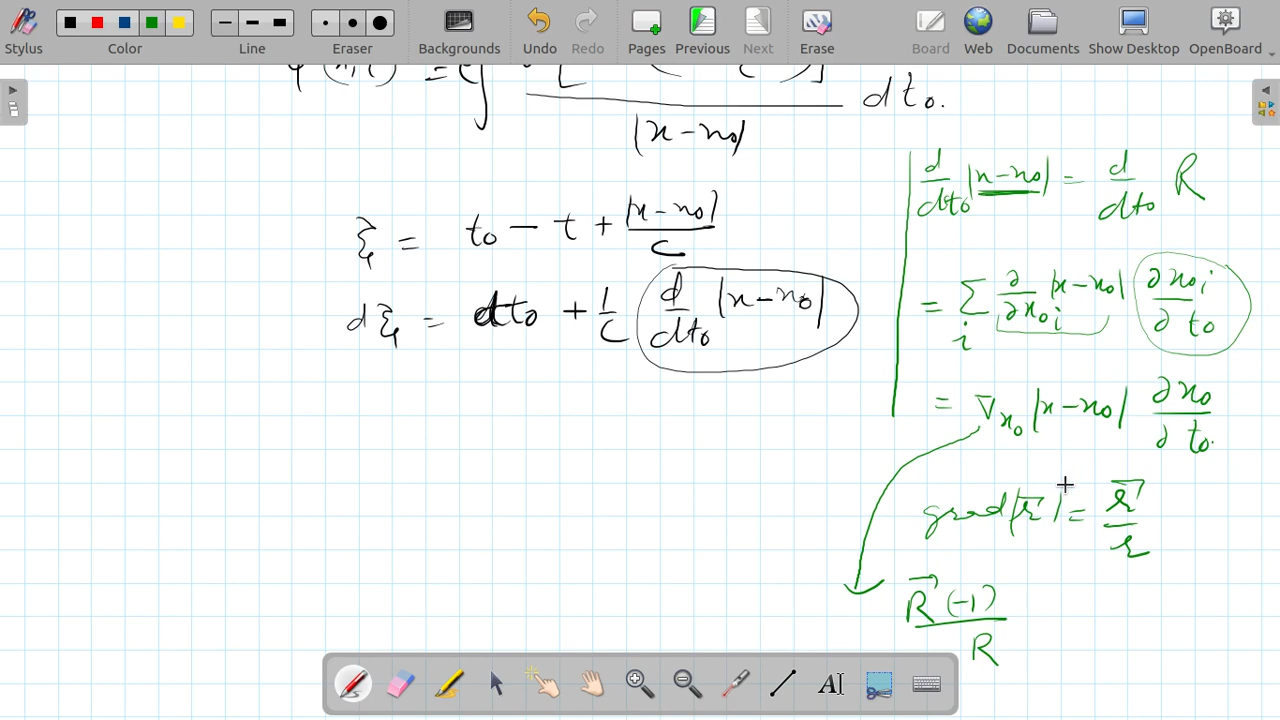 Stylus Color Line Eraser Backgrounds Undo Redo Pages Previous Next Erase Board Web Documents Show Desktop OpenBoard
dt₀.
|x-x₀|
ξ = t₀ - t + |x-x₀|/c
dξ = dt₀ + 1/c d/dt₀ |x-x₀|
d/dt₀ |x-x₀| = d/dt₀ R
= Σ_i ∂/∂x₀i |x-x₀| ∂x₀i/∂t₀
= ∇_x₀ |x-x₀| ∂x₀/∂t₀.
grad|r⃗| = r⃗/r
R⃗(-1)/R